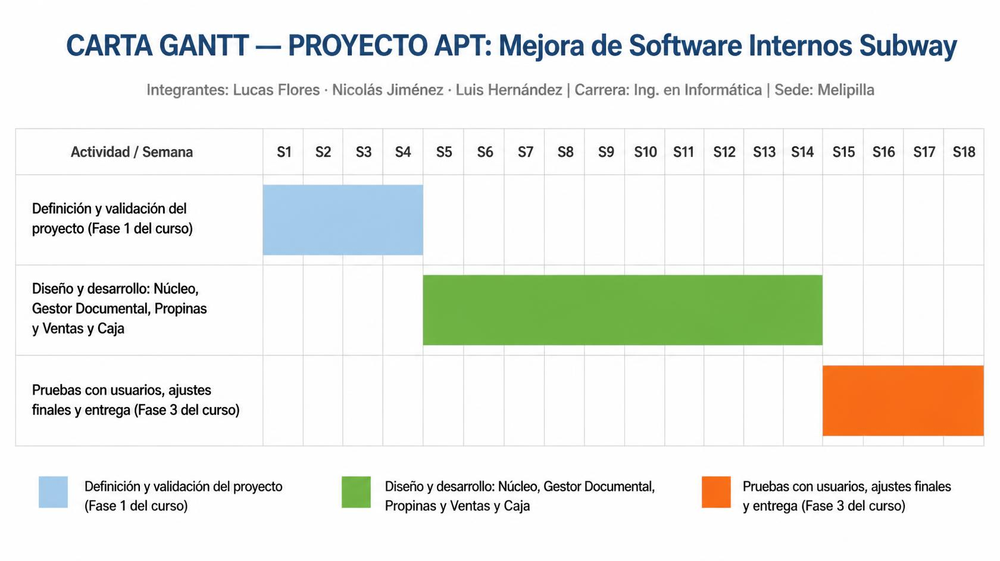 CARTA GANTT — PROYECTO APT: Mejora de Software Internos Subway
Integrantes: Lucas Flores · Nicolás Jiménez · Luis Hernández | Carrera: Ing. en Informática | Sede: Melipilla
Actividad / Semana S1 S2 S3 S4 S5 S6 S7 S8 S9 S10 S11 S12 S13 S14 S15 S16 S17 S18
Definición y validación del
proyecto (Fase 1 del curso)
Diseño y desarrollo: Núcleo,
Gestor Documental, Propinas
y Ventas y Caja
Pruebas con usuarios, ajustes
finales y entrega (Fase 3 del curso)
Definición y validación del proyecto
(Fase 1 del curso)
Diseño y desarrollo: Núcleo, Gestor Documental,
Propinas y Ventas y Caja
Pruebas con usuarios, ajustes finales
y entrega (Fase 3 del curso)